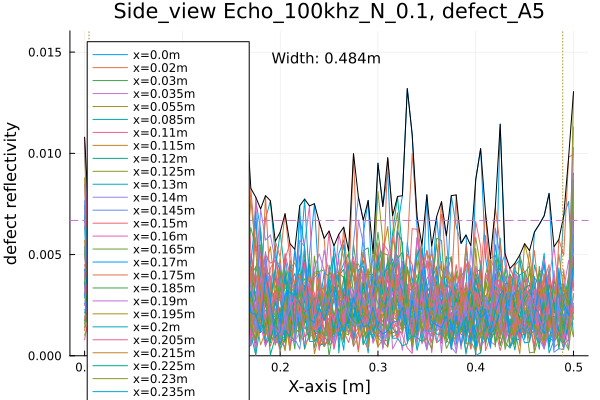 Side_view Echo_100khz_N_0.1, defect_A5
Width: 0.484m
defect reflectivity
0.015
0.010
0.005
0.000
x=0.0m
x=0.02m
x=0.03m
x=0.035m
x=0.055m
x=0.085m
x=0.11m
x=0.115m
x=0.12m
x=0.125m
x=0.13m
x=0.14m
x=0.145m
x=0.15m
x=0.16m
x=0.165m
x=0.17m
x=0.175m
x=0.185m
x=0.19m
x=0.195m
x=0.2m
x=0.205m
x=0.215m
x=0.225m
x=0.23m
x=0.235m
0.2 0.3 0.4 0.5
X-axis [m]